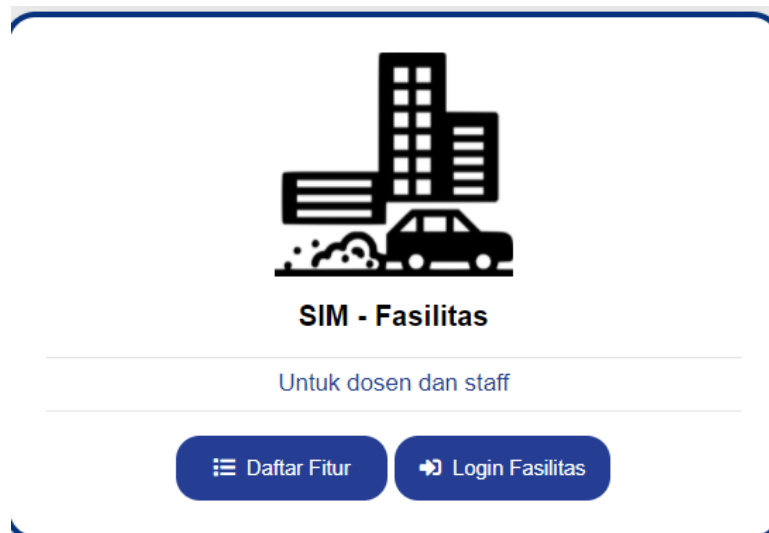 SIM - Fasilitas
Untuk dosen dan staff
Daftar Fitur
Login Fasilitas